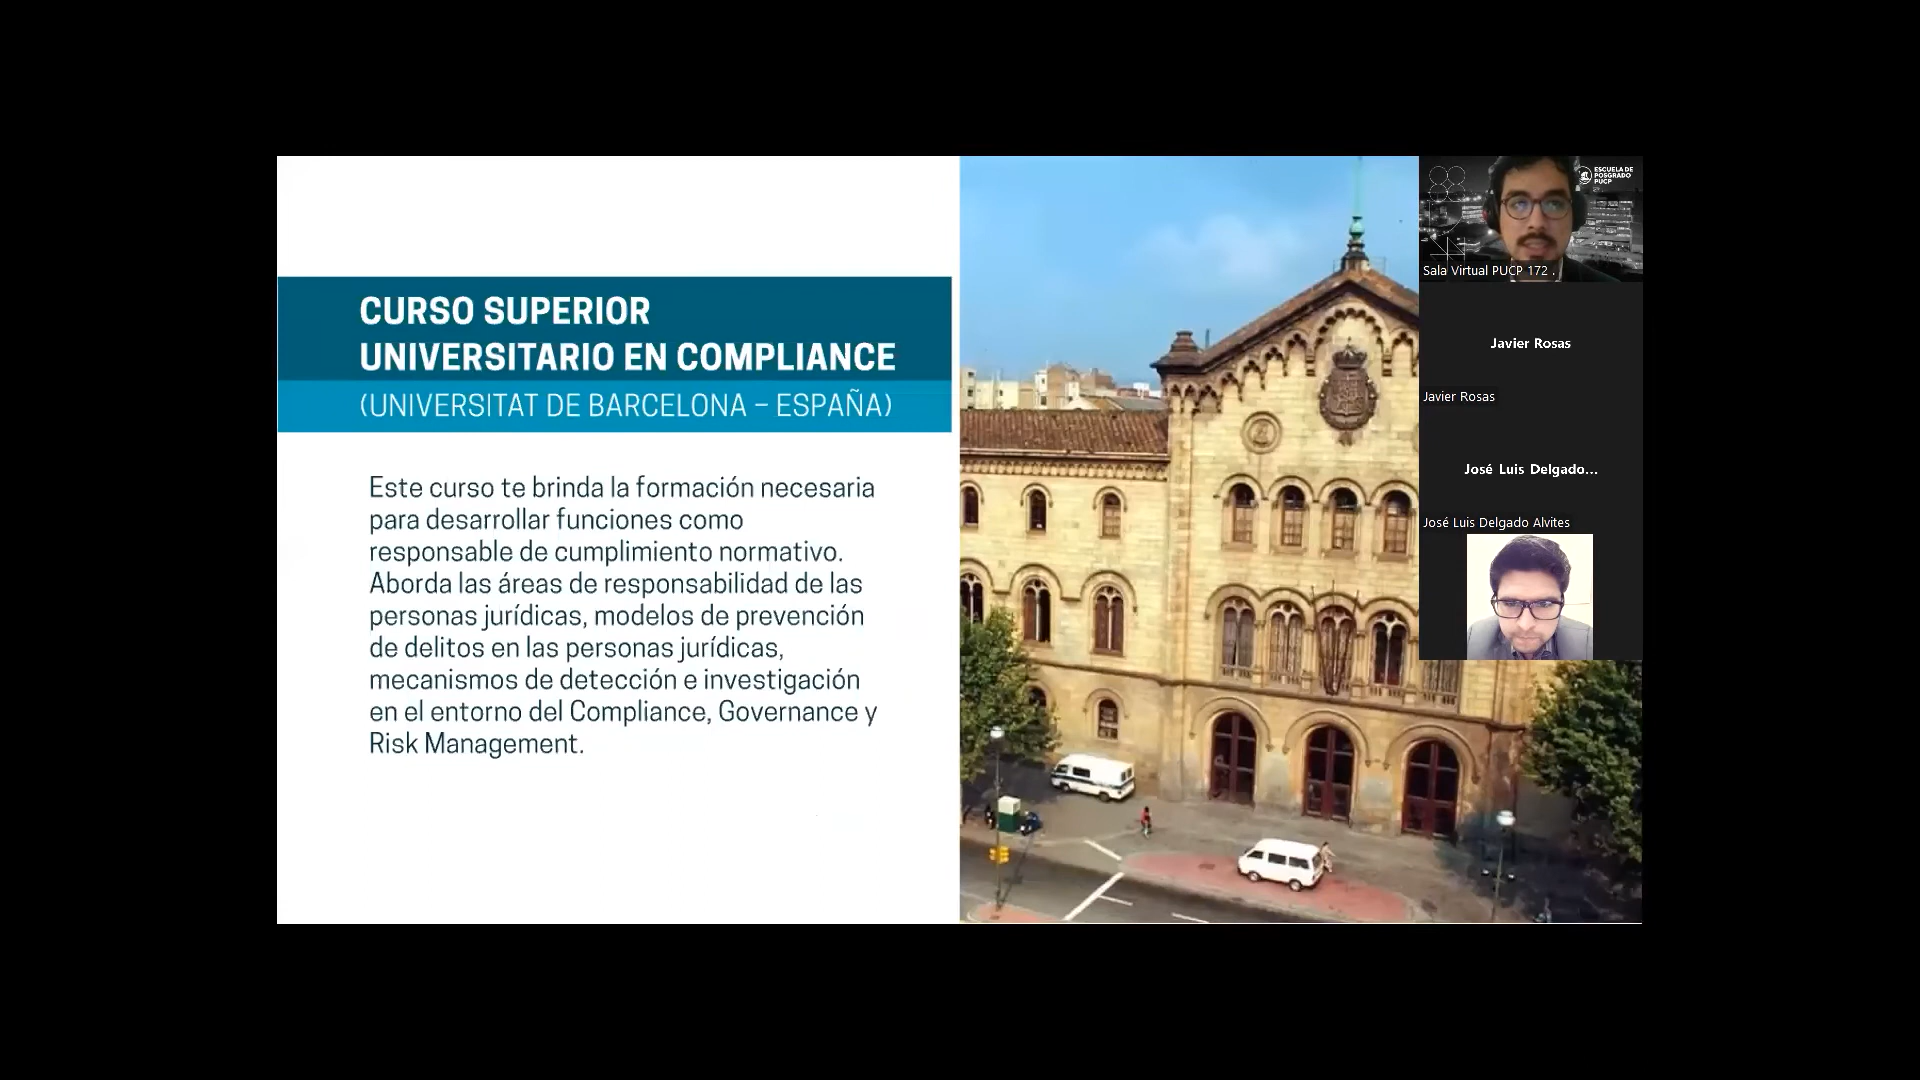 CURSO SUPERIOR
UNIVERSITARIO EN COMPLIANCE
(UNIVERSITAT DE BARCELONA – ESPAÑA)
Este curso te brinda la formación necesaria
para desarrollar funciones como
responsable de cumplimiento normativo.
Aborda las áreas de responsabilidad de las
personas jurídicas, modelos de prevención
de delitos en las personas jurídicas,
mecanismos de detección e investigación
en el entorno del Compliance, Governance y
Risk Management.
ESCUELA DE
POSGRADO
PUCP
Sala Virtual PUCP 172 .
Javier Rosas
Javier Rosas
José Luis Delgado...
José Luis Delgado Alvites